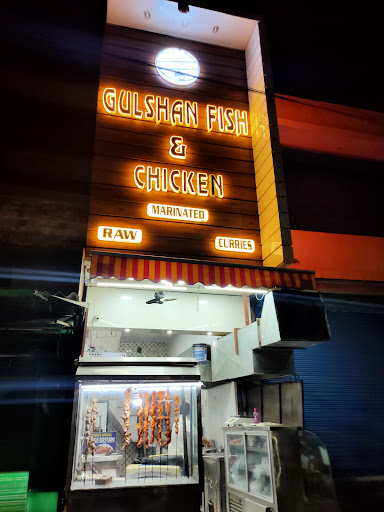 GULSHAN FISH
&
CHICKEN
MARINATED
RAW
CURRIES